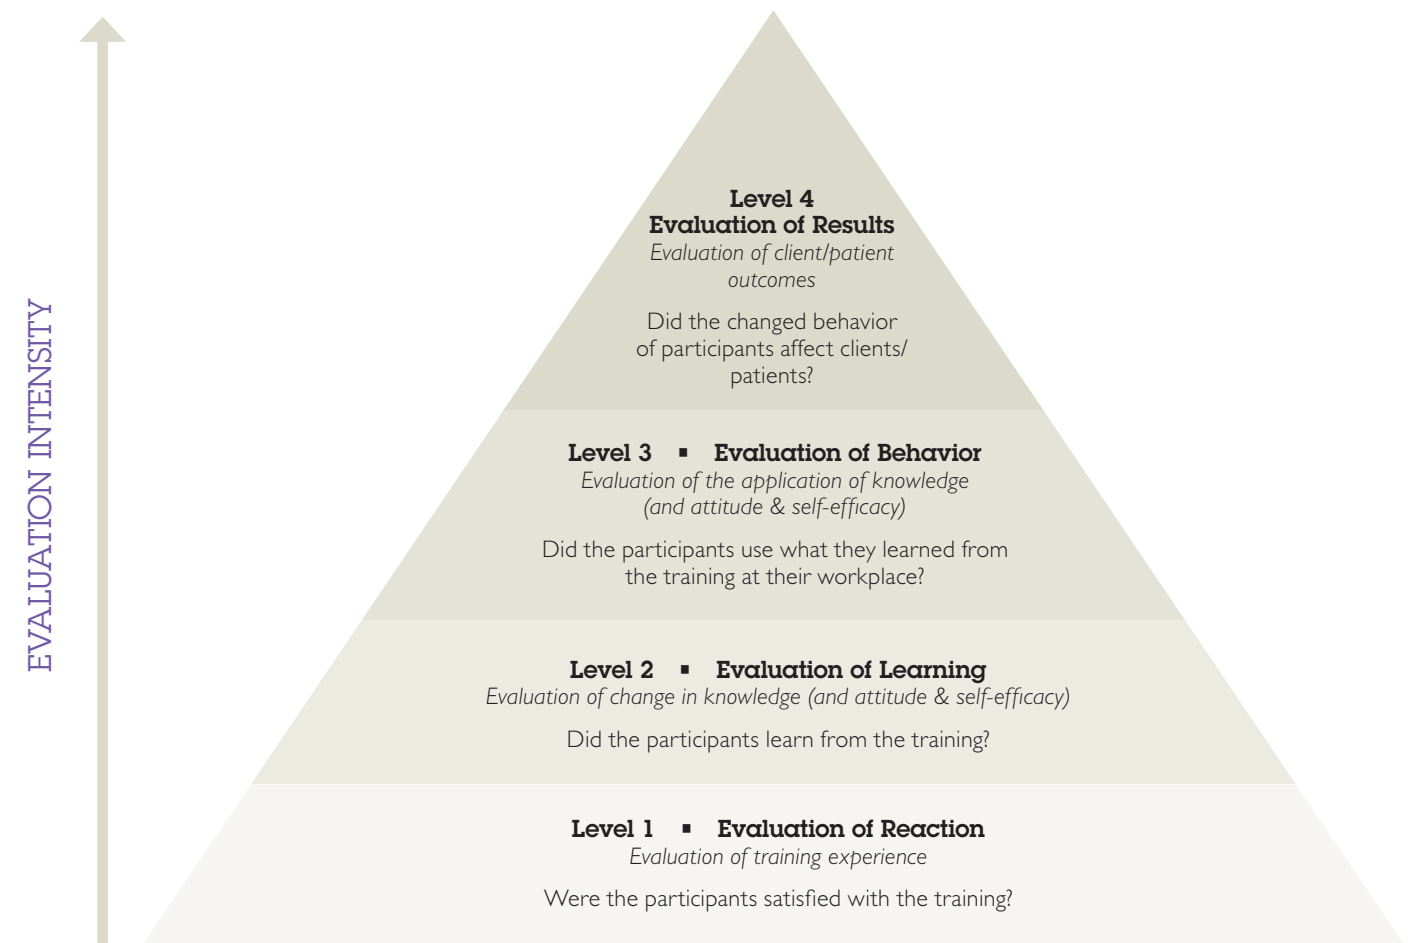 EVALUATION INTENSITY
Level 4
Evaluation of Results
Evaluation of client/patient
outcomes
Did the changed behavior
of participants affect clients/
patients?
Level 3 ▪ Evaluation of Behavior
Evaluation of the application of knowledge
(and attitude & self-efficacy)
Did the participants use what they learned from
the training at their workplace?
Level 2 ▪ Evaluation of Learning
Evaluation of change in knowledge (and attitude & self-efficacy)
Did the participants learn from the training?
Level 1 ▪ Evaluation of Reaction
Evaluation of training experience
Were the participants satisfied with the training?